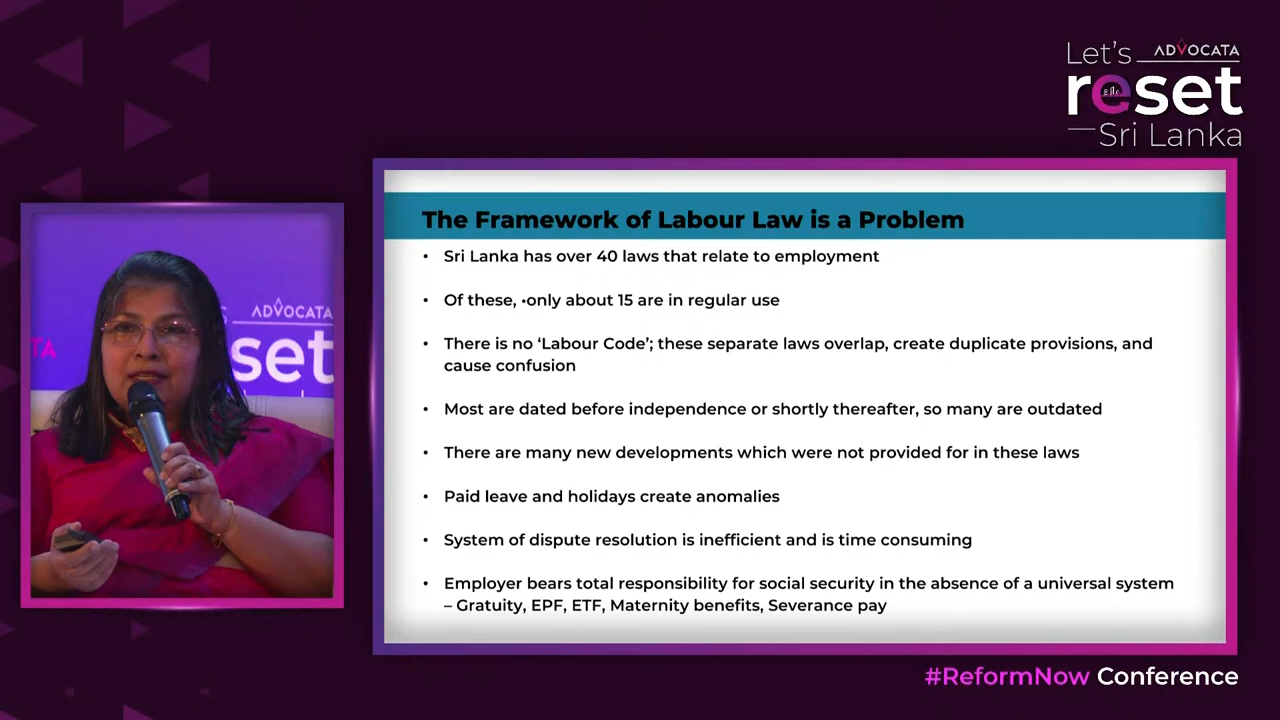 Let's
ADVOCATA
reset
Sri Lanka
The Framework of Labour Law is a Problem
• Sri Lanka has over 40 laws that relate to employment
• Of these, •only about 15 are in regular use
• There is no ‘Labour Code’; these separate laws overlap, create duplicate provisions, and
cause confusion
• Most are dated before independence or shortly thereafter, so many are outdated
• There are many new developments which were not provided for in these laws
• Paid leave and holidays create anomalies
• System of dispute resolution is inefficient and is time consuming
• Employer bears total responsibility for social security in the absence of a universal system
– Gratuity, EPF, ETF, Maternity benefits, Severance pay
ADVOCATA
TA
set
#ReformNow Conference